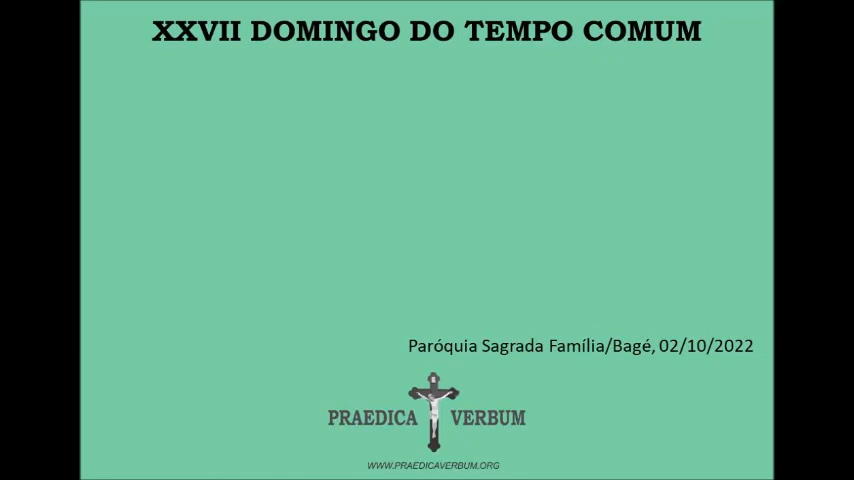 XXVII DOMINGO DO TEMPO COMUM
Paróquia Sagrada Família/Bagé, 02/10/2022
PRAEDICA VERBUM
WWW.PRAEDICAVERBUM.ORG